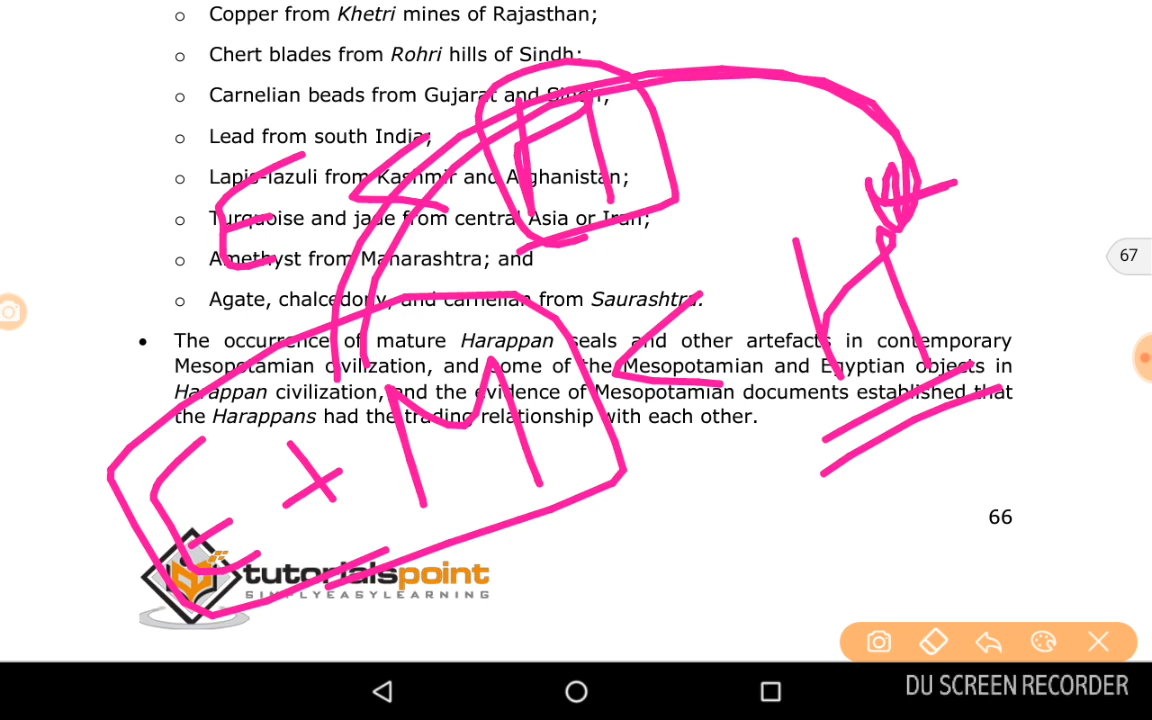 o Copper from Khetri mines of Rajasthan;
o Chert blades from Rohri hills of Sindh;
o Carnelian beads from Gujarat and Sindh;
o Lead from south India;
o Lapis-lazuli from Kashmir and Afghanistan;
o Turquoise and jade from central Asia or Iran;
o Amethyst from Maharashtra; and
o Agate, chalcedony, and carnelian from Saurashtra.
• The occurrence of mature Harappan seals and other artefacts in contemporary
Mesopotamian civilization, and some of the Mesopotamian and Egyptian objects in
Harappan civilization, and the evidence of Mesopotamian documents established that
the Harappans had the trading relationship with each other.
67
E
M
H
E + M
66
tutorialspoint
SIMPLYEASYLEARNING
DU SCREEN RECORDER